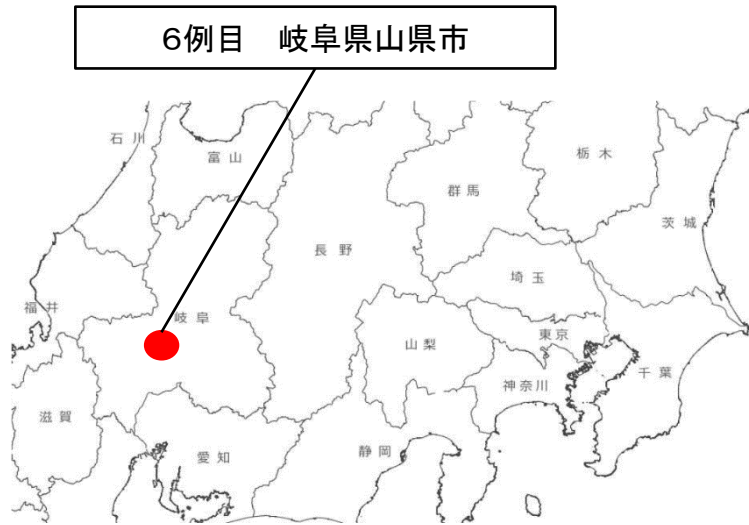 6例目　岐阜県山県市
石川
富山
栃木
群馬
茨城
長野
埼玉
福井
岐阜
東京
山梨
千葉
神奈川
滋賀
静岡
愛知